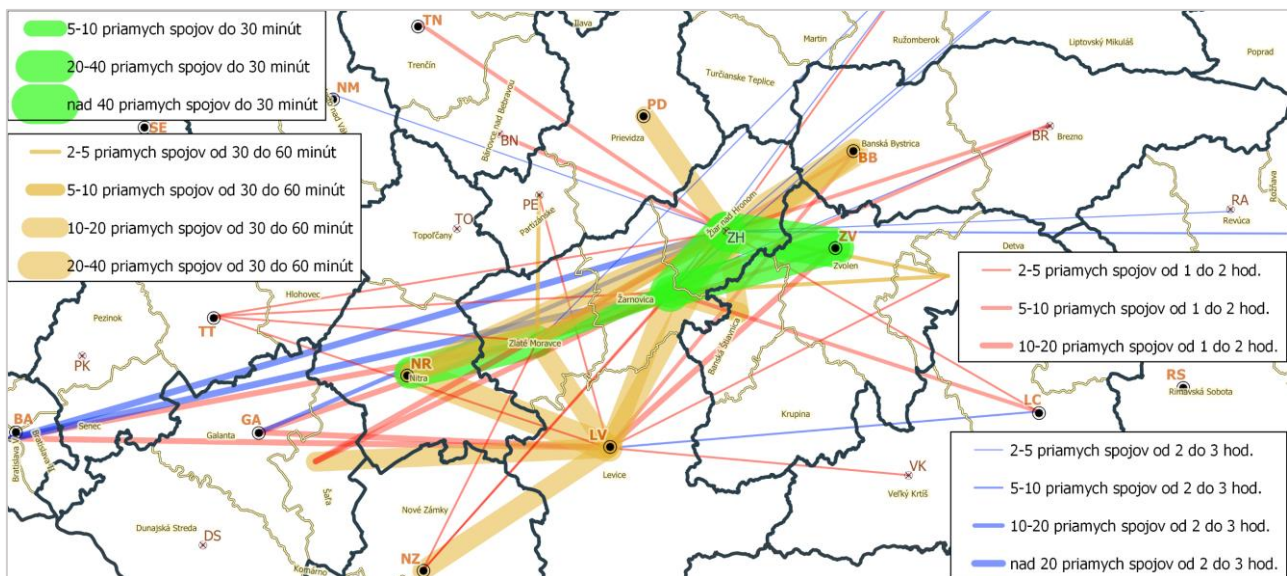 5-10 priamych spojov do 30 minút
20-40 priamych spojov do 30 minút
nad 40 priamych spojov do 30 minút
2-5 priamych spojov od 30 do 60 minút
5-10 priamych spojov od 30 do 60 minút
10-20 priamych spojov od 30 do 60 minút
20-40 priamych spojov od 30 do 60 minút
TN
Trenčín
Ilava
Martin
Ružomberok
Liptovský Mikuláš
Poprad
Turčianske Teplice
NM
SE
Bánovce nad Bebravou
BN
PD
Prievidza
BB
Banská Bystrica
BR
Brezno
Rožňava
PE
Partizánske
TO
Topoľčany
Žiar nad Hronom
ZH
ZV
Zvolen
Detva
RA
Revúca
Hlohovec
Pezinok
TT
PK
Žarnovica
Zlaté Moravce
Banská Štiavnica
NR
Nitra
Krupina
RS
Rimavská Sobota
LC
BA
Bratislava V
Bratislava II
Senec
GA
Galanta
Šaľa
LV
Levice
VK
Veľký Krtíš
Dunajská Streda
DS
Nové Zámky
NZ
Komárno
2-5 priamych spojov od 1 do 2 hod.
5-10 priamych spojov od 1 do 2 hod.
10-20 priamych spojov od 1 do 2 hod.
2-5 priamych spojov od 2 do 3 hod.
5-10 priamych spojov od 2 do 3 hod.
10-20 priamych spojov od 2 do 3 hod.
nad 20 priamych spojov od 2 do 3 hod.